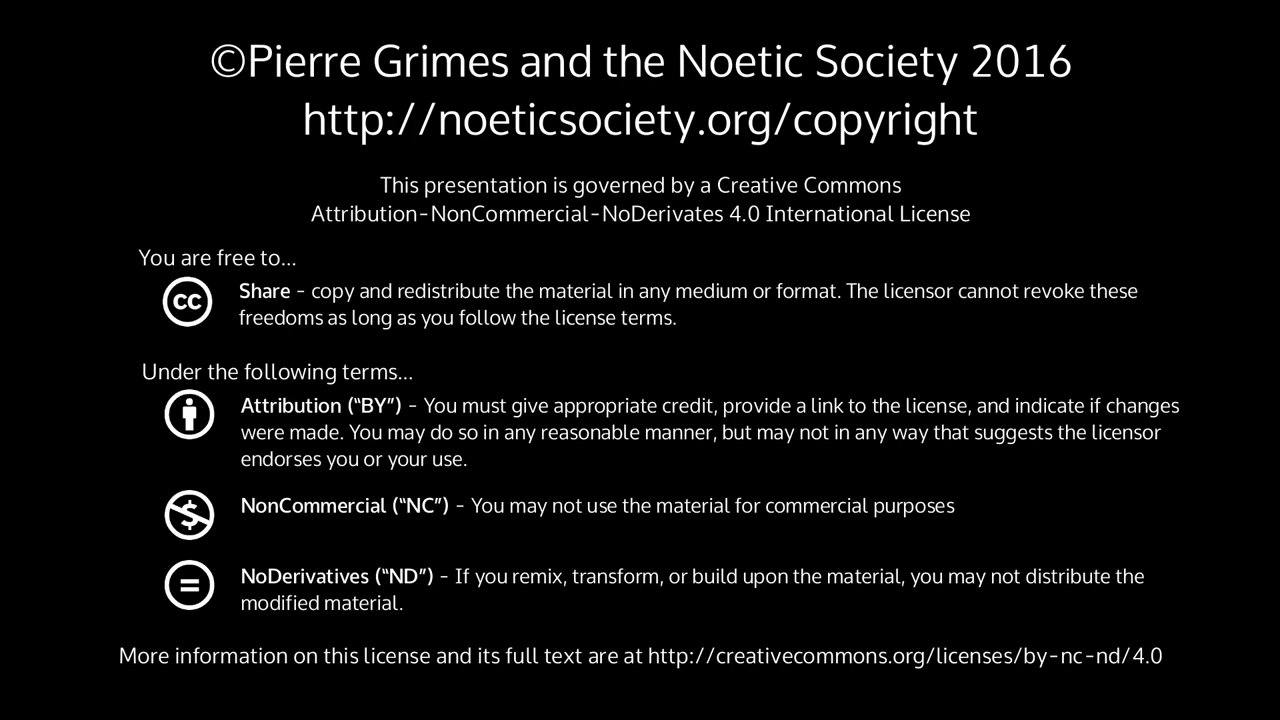 ©Pierre Grimes and the Noetic Society 2016
http://noeticsociety.org/copyright
This presentation is governed by a Creative Commons
Attribution-NonCommercial-NoDerivates 4.0 International License
You are free to...
cc
Share - copy and redistribute the material in any medium or format. The licensor cannot revoke these
freedoms as long as you follow the license terms.
Under the following terms...
Attribution (“BY”) - You must give appropriate credit, provide a link to the license, and indicate if changes
were made. You may do so in any reasonable manner, but may not in any way that suggests the licensor
endorses you or your use.
$
NonCommercial (“NC”) - You may not use the material for commercial purposes
=
NoDerivatives (“ND”) - If you remix, transform, or build upon the material, you may not distribute the
modified material.
More information on this license and its full text are at http://creativecommons.org/licenses/by-nc-nd/4.0